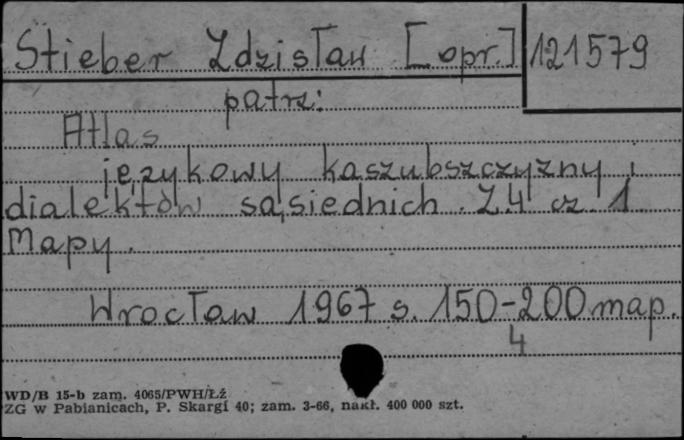 Stieber Zdzisław [opr.] 121579
patrz:
Atlas
językowy kaszubszczyzny i
dialektów sąsiednich. Z.4 cz 1
Mapy.
Wrocław 1967 s. 150-200 map.
4
WD/B 15-b zam. 4065/PWH/Łź
ZG w Pabianicach, P. Skargi 40; zam. 3-66, nakł. 400 000 szt.